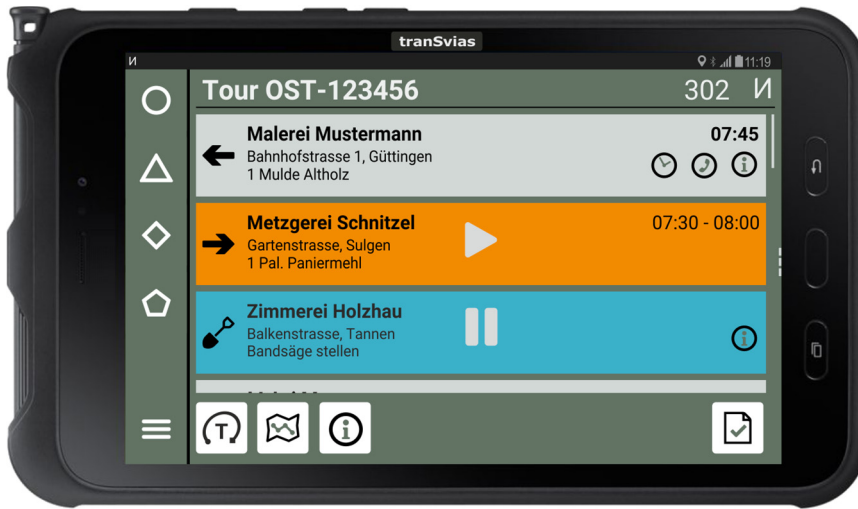 tranSvias
11:19
Tour OST-123456
302
Malerei Mustermann
07:45
Bahnhofstrasse 1, Güttingen
1 Mulde Altholz
Metzgerei Schnitzel
07:30 - 08:00
Gartenstrasse, Sulgen
1 Pal. Paniermehl
Zimmerei Holzhau
Balkenstrasse, Tannen
Bandsäge stellen
T